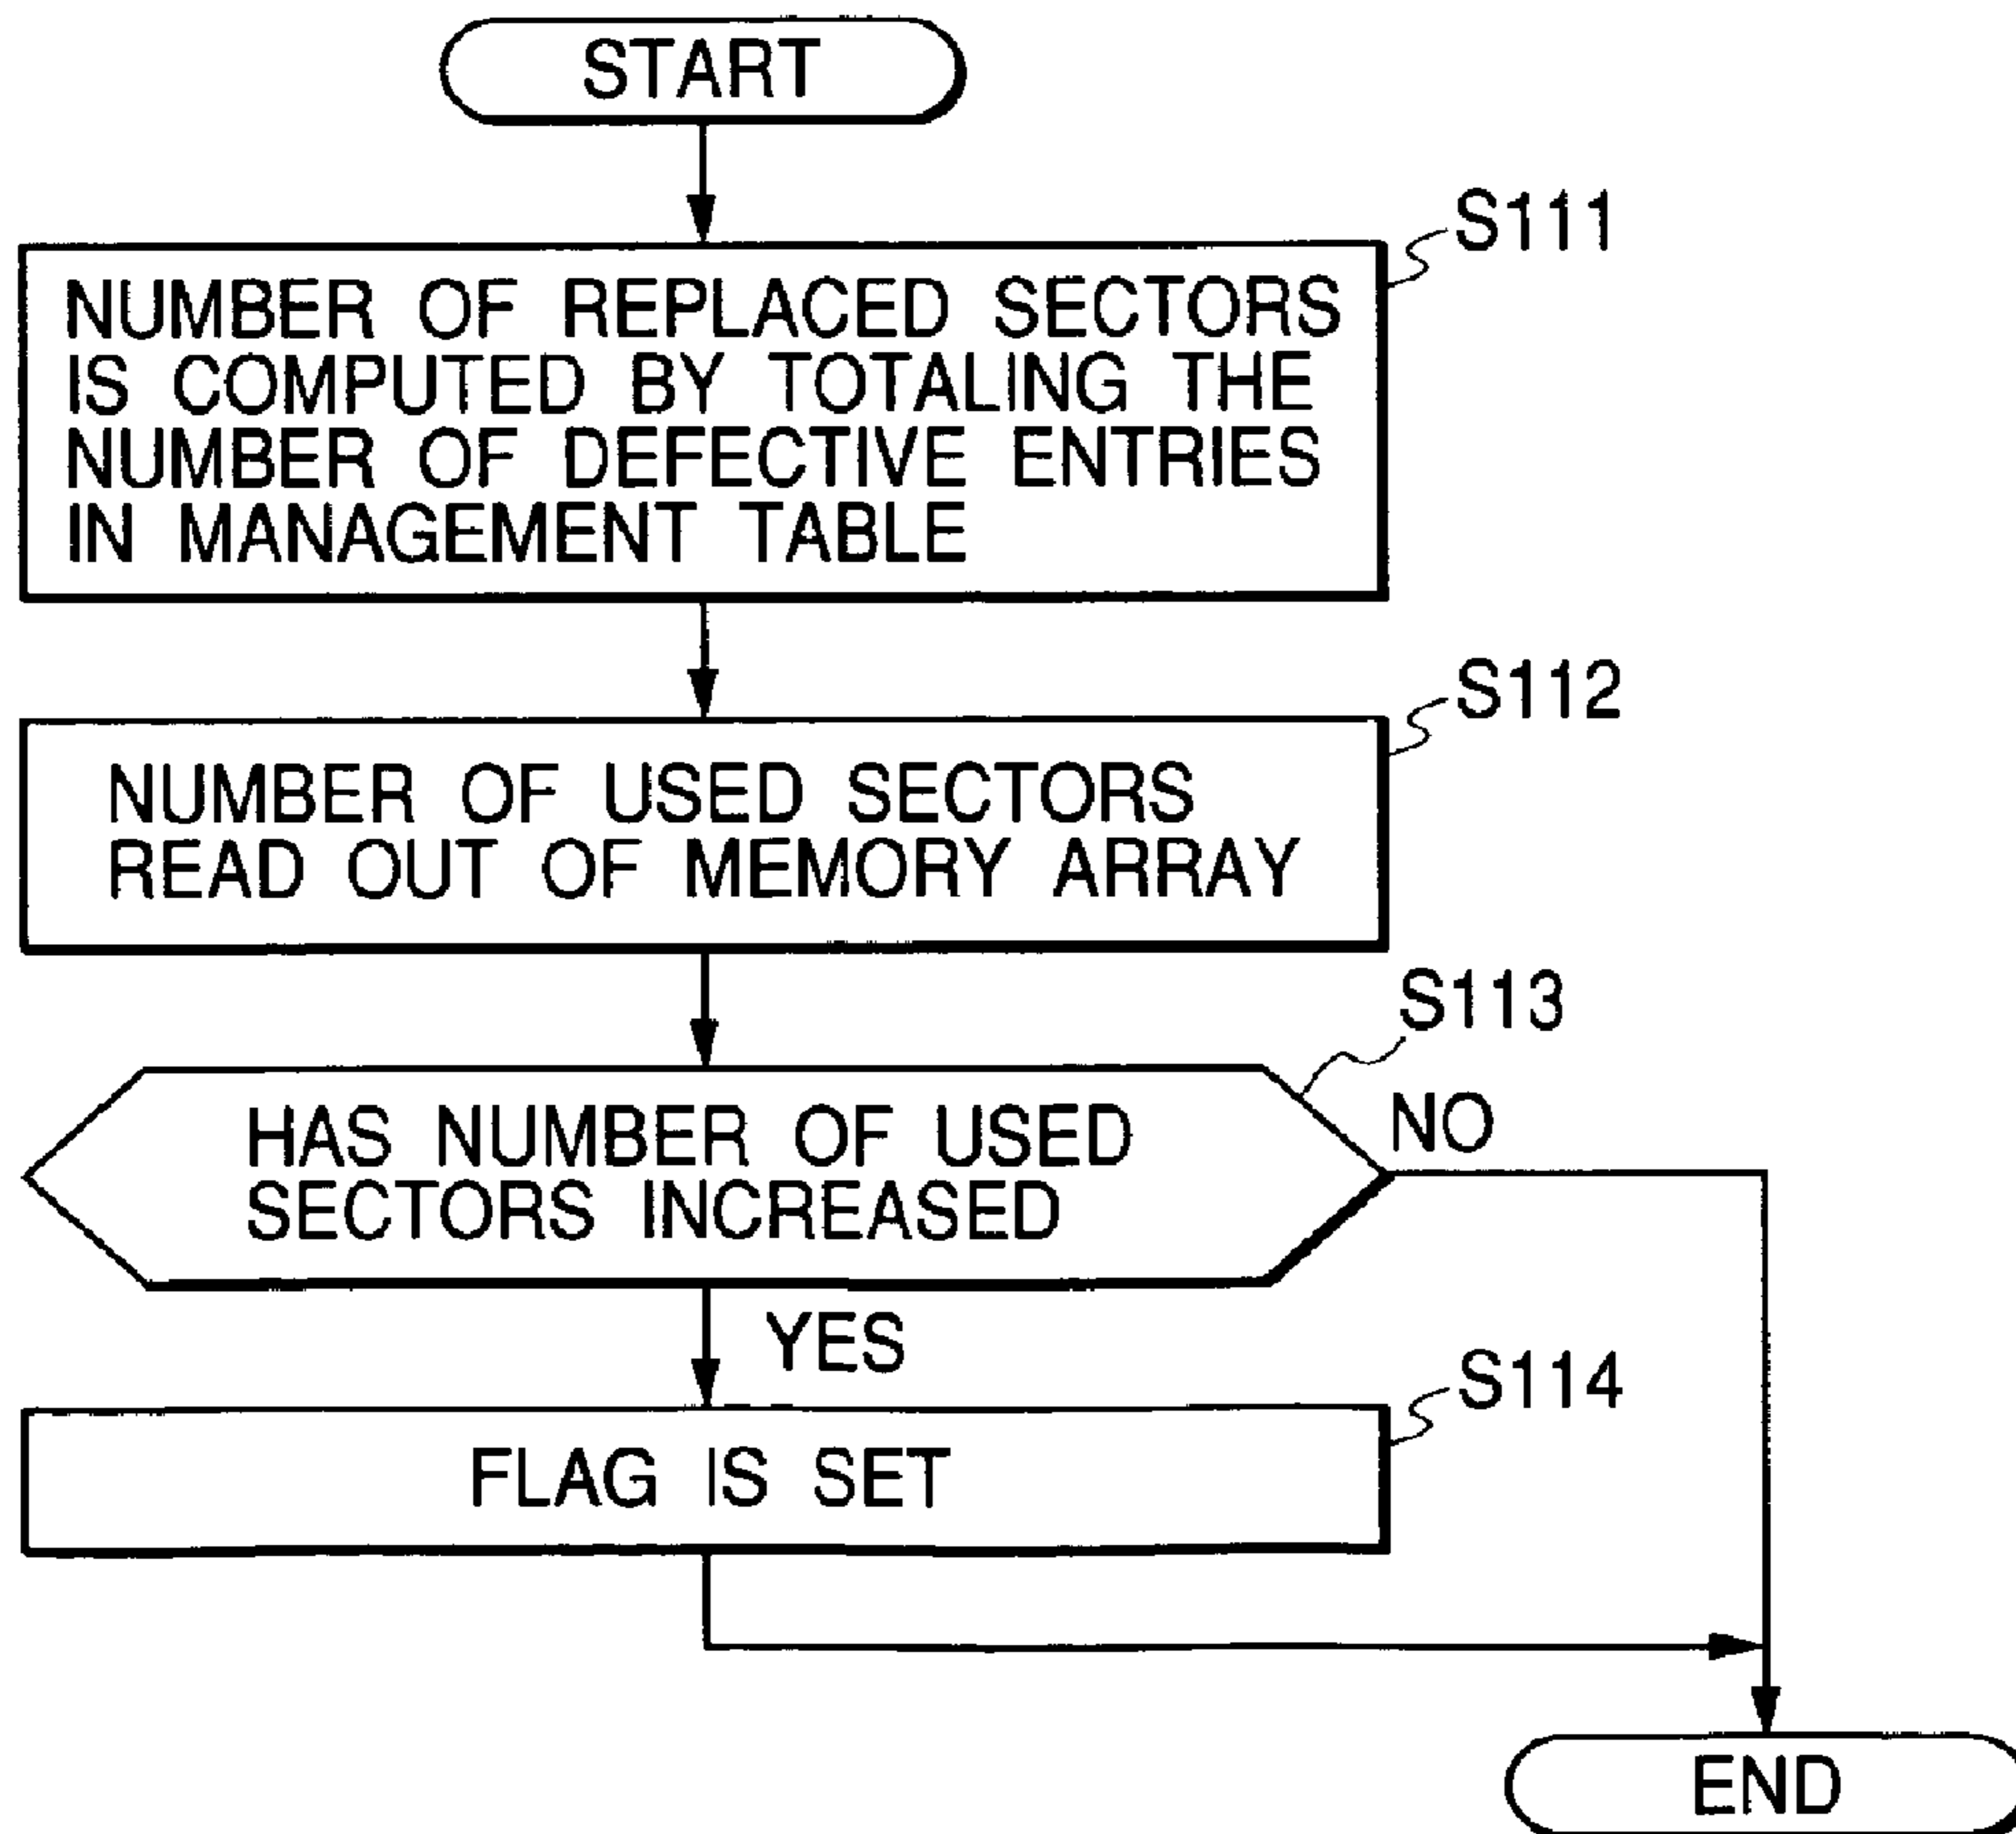 START
S111
NUMBER OF REPLACED SECTORS
IS COMPUTED BY TOTALING THE
NUMBER OF DEFECTIVE ENTRIES
IN MANAGEMENT TABLE
S112
NUMBER OF USED SECTORS
READ OUT OF MEMORY ARRAY
S113
HAS NUMBER OF USED
SECTORS INCREASED
NO
YES
S114
FLAG IS SET
END